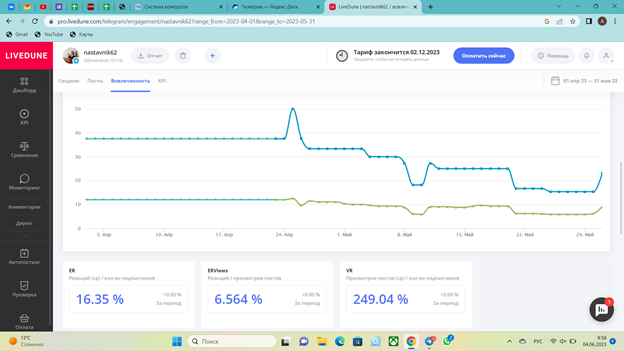 Система конкурсов
Телеграм — Яндекс Диск
LiveDune | nastavnik62 / вовлеч
pro.livedune.com/telegram/engagement/nastavnik62?range_from=2023-04-01&range_to=2023-05-31
Gmail
YouTube
Карты
LIVEDUNE
nastavnik62
Обновлено: 21:18
Отчет
Тариф закончится 02.12.2023
Продлите, чтобы не потерять данные
Оплатить сейчас
Помощь
Сводная
Посты
Вовлеченность
KPI
01 апр 23 — 31 мая 23
Дашборд
KPI
Сравнение
Мониторинг
Комментарии
Директ
Автопостинг
Проверка
Оплата
50
40
30
20
10
0
3. Апр
10. Апр
17. Апр
24. Апр
1. Май
8. Май
15. Май
22. Май
29. Май
ER
Реакций (ср) / кол-во подписчиков
16.35 %
+0.00 %
За период
ERViews
Реакций / просмотров постов
6.564 %
+0.00 %
За период
VR
Просмотров постов (ср) / кол-во подписчиков
249.04 %
+0.00 %
За период
1
13°C
Солнечно
Поиск
РУС
9:58
04.06.2023